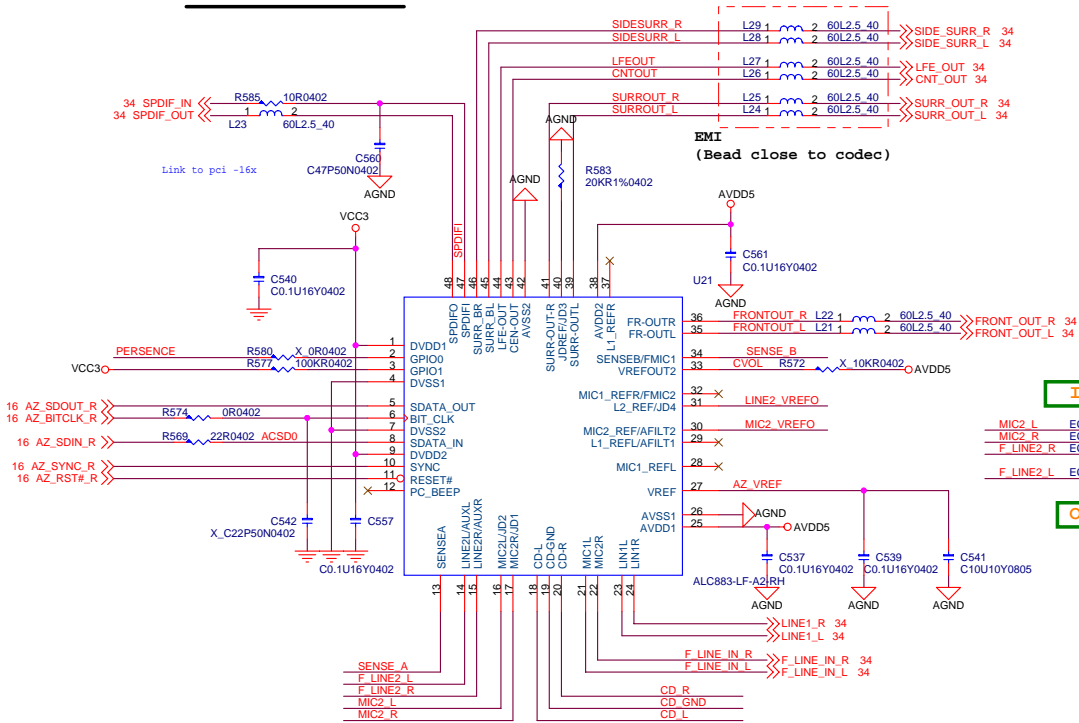 SIDESURR_R L29 1 2 60L2.5_40 SIDE_SURR_R 34
SIDESURR_L L28 1 2 60L2.5_40 SIDE_SURR_L 34
LFEOUT L27 1 2 60L2.5_40 LFE_OUT 34
CNTOUT L26 1 2 60L2.5_40 CNT_OUT 34
SURROUT_R L25 1 2 60L2.5_40 SURR_OUT_R 34
SURROUT_L L24 1 2 60L2.5_40 SURR_OUT_L 34
EMI
(Bead close to codec)
34 SPDIF_IN R585 10R0402
34 SPDIF_OUT 1 2
L23 60L2.5_40
C560
C47P50N0402
AGND
Link to pci -16x
AGND
R583
20KR1%0402
AGND
AVDD5
C561
C0.1U16Y0402
AGND
U21
VCC3
C540
C0.1U16Y0402
SPDIFI
48 47 46 45 44 43 42 41 40 39 38 37
SPDIFO
SPDIFI
SURR_BR
SURR_BL
LFE-OUT
CEN-OUT
AVSS2
SURR-OUT-R
JDREF/JD3
SURR-OUTL
AVDD2
L1_REFR
PERSENCE R580 X_0R0402
VCC3 R577 100KR0402
16 AZ_SDOUT_R
16 AZ_BITCLK_R R574 0R0402
16 AZ_SDIN_R R569 22R0402 ACSD0
16 AZ_SYNC_R
16 AZ_RST#_R
1 DVDD1
2 GPIO0
3 GPIO1
4 DVSS1
5 SDATA_OUT
6 BIT_CLK
7 DVSS2
8 SDATA_IN
9 DVDD2
10 SYNC
11 RESET#
12 PC_BEEP
C542
X_C22P50N0402
C557
C0.1U16Y0402
FR-OUTR 36 FRONTOUT_R L22 1 2 60L2.5_40 FRONT_OUT_R 34
FR-OUTL 35 FRONTOUT_L L21 1 2 60L2.5_40 FRONT_OUT_L 34
SENSEB/FMIC1 34 SENSE_B
VREFOUT2 33 CVOL R572 X_10KR0402 AVDD5
MIC1_REFR/FMIC2 32
L2_REF/JD4 31 LINE2_VREFO
MIC2_REF/AFILT2 30 MIC2_VREFO
L1_REFL/AFILT1 29
MIC1_REFL 28
VREF 27 AZ_VREF
AVSS1 26 AGND
AVDD1 25 AVDD5
MIC2_L
MIC2_R
F_LINE2_R
F_LINE2_L
C537
C0.1U16Y0402
AGND
C539
C0.1U16Y0402
AGND
C541
C10U10Y0805
AGND
ALC883-LF-A2-RH
SENSEA
LINE2L/AUXL
LINE2R/AUXR
MIC2L/JD2
MIC2R/JD1
CD-L
CD-GND
CD-R
MIC1L
MIC2R
LIN1L
LIN1R
13 14 15 16 17 18 19 20 21 22 23 24
LINE1_R 34
LINE1_L 34
F_LINE_IN_R F_LINE_IN_R 34
F_LINE_IN_L F_LINE_IN_L 34
SENSE_A
F_LINE2_L
F_LINE2_R
MIC2_L
MIC2_R
CD_R
CD_GND
CD_L